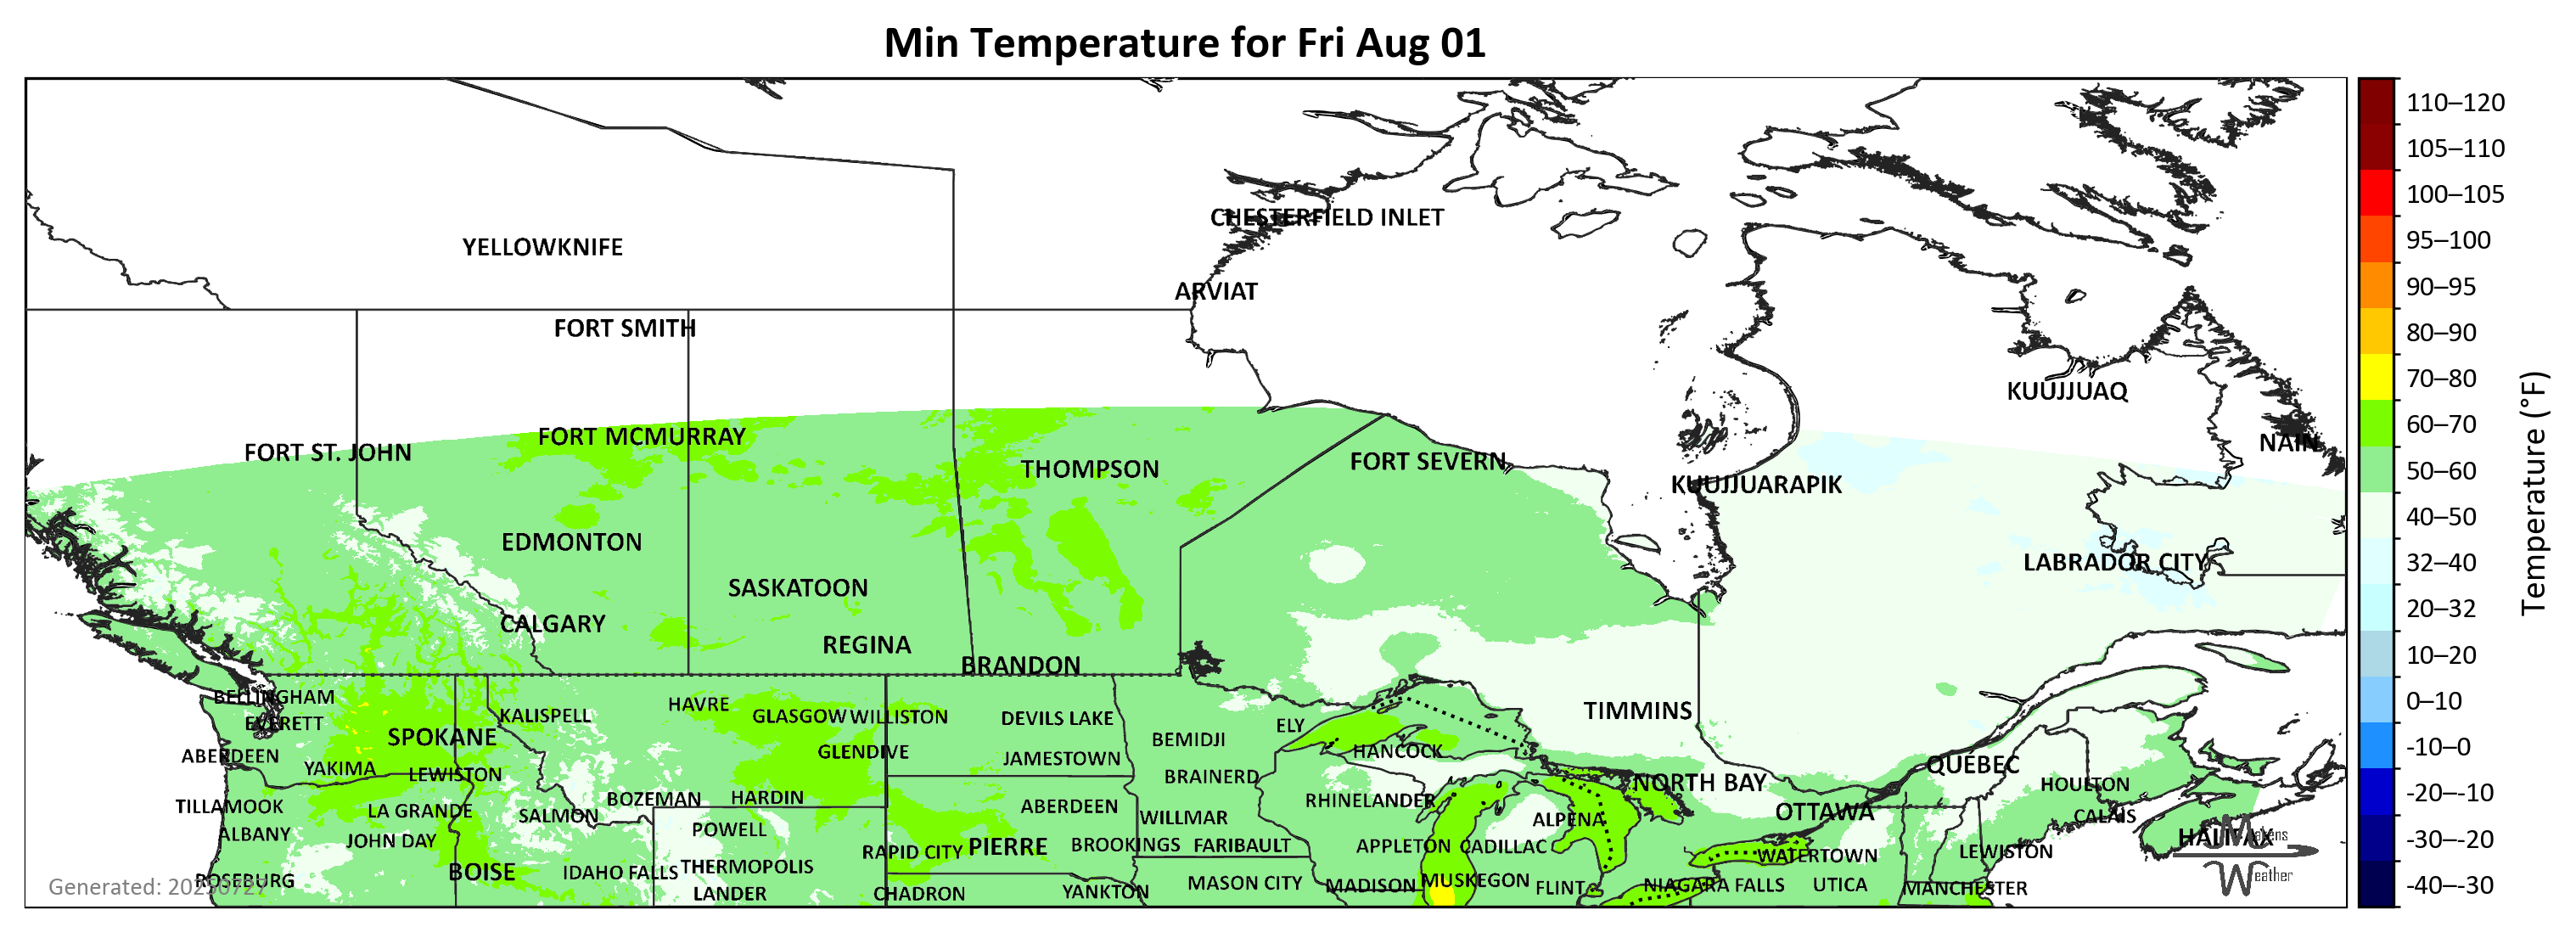 Min Temperature for Fri Aug 01
110–120
105–110
CHESTERFIELD INLET
100–105
YELLOWKNIFE
95–100
ARVIAT
90–95
FORT SMITH
80–90
KUUJJUAQ
70–80
FORT MCMURRAY
60–70
FORT ST. JOHN
NAIN
THOMPSON
FORT SEVERN
50–60
KUUJJUARAPIK
40–50
EDMONTON
LABRADOR CITY
32–40
SASKATOON
20–32
Temperature (°F)
CALGARY
REGINA
10–20
BRANDON
BELLINGHAM
HAVRE
0–10
EVERETT
KALISPELL
GLASGOW
WILLISTON
DEVILS LAKE
ELY
TIMMINS
SPOKANE
BEMIDJI
-10–0
ABERDEEN
GLENDIVE
JAMESTOWN
HANCOCK
YAKIMA
LEWISTON
BRAINERD
NORTH BAY
QUÉBEC
HOULTON
-20–-10
TILLAMOOK
LA GRANDE
BOZEMAN
HARDIN
ABERDEEN
RHINELANDER
OTTAWA
SALMON
WILLMAR
ALPENA
CALAIS
ALBANY
JOHN DAY
POWELL
RAPID CITY
PIERRE
BROOKINGS
FARIBAULT
APPLETON
CADILLAC
WATERTOWN
LEWISTON
HALIFAX
Makens
-30–-20
ROSEBURG
BOISE
IDAHO FALLS
THERMOPOLIS
Weather
Generated: 20250727
LANDER
CHADRON
YANKTON
MASON CITY
MADISON
MUSKEGON
FLINT
NIAGARA FALLS
UTICA
MANCHESTER
-40–-30